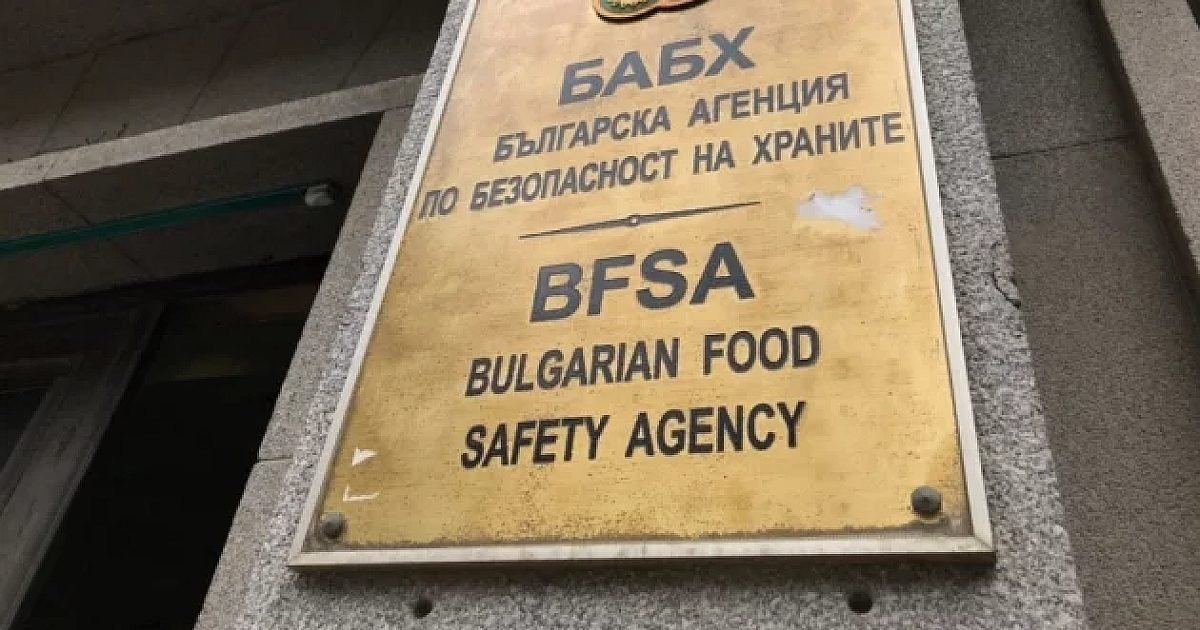 БАБХ
БЪЛГАРСКА АГЕНЦИЯ
ПО БЕЗОПАСНОСТ НА ХРАНИТЕ
BFSA
BULGARIAN FOOD
SAFETY AGENCY